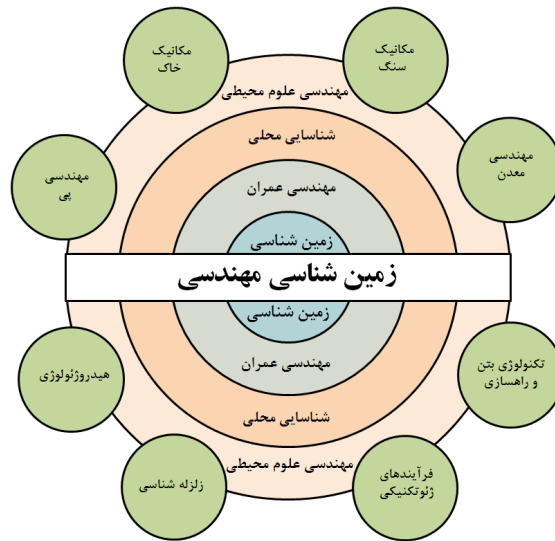 مکانیک
سنگ
مکانیک
خاک
مهندسی علوم محیطی
شناسایی محلی
مهندسی
معدن
مهندسی
پی
مهندسی عمران
زمین شناسی
زمین شناسی مهندسی
زمین شناسی
مهندسی عمران
تکنولوژی بتن
و راهسازی
هیدروژئولوژی
شناسایی محلی
مهندسی علوم محیطی
فرآیندهای
ژئوتکنیکی
زلزله شناسی